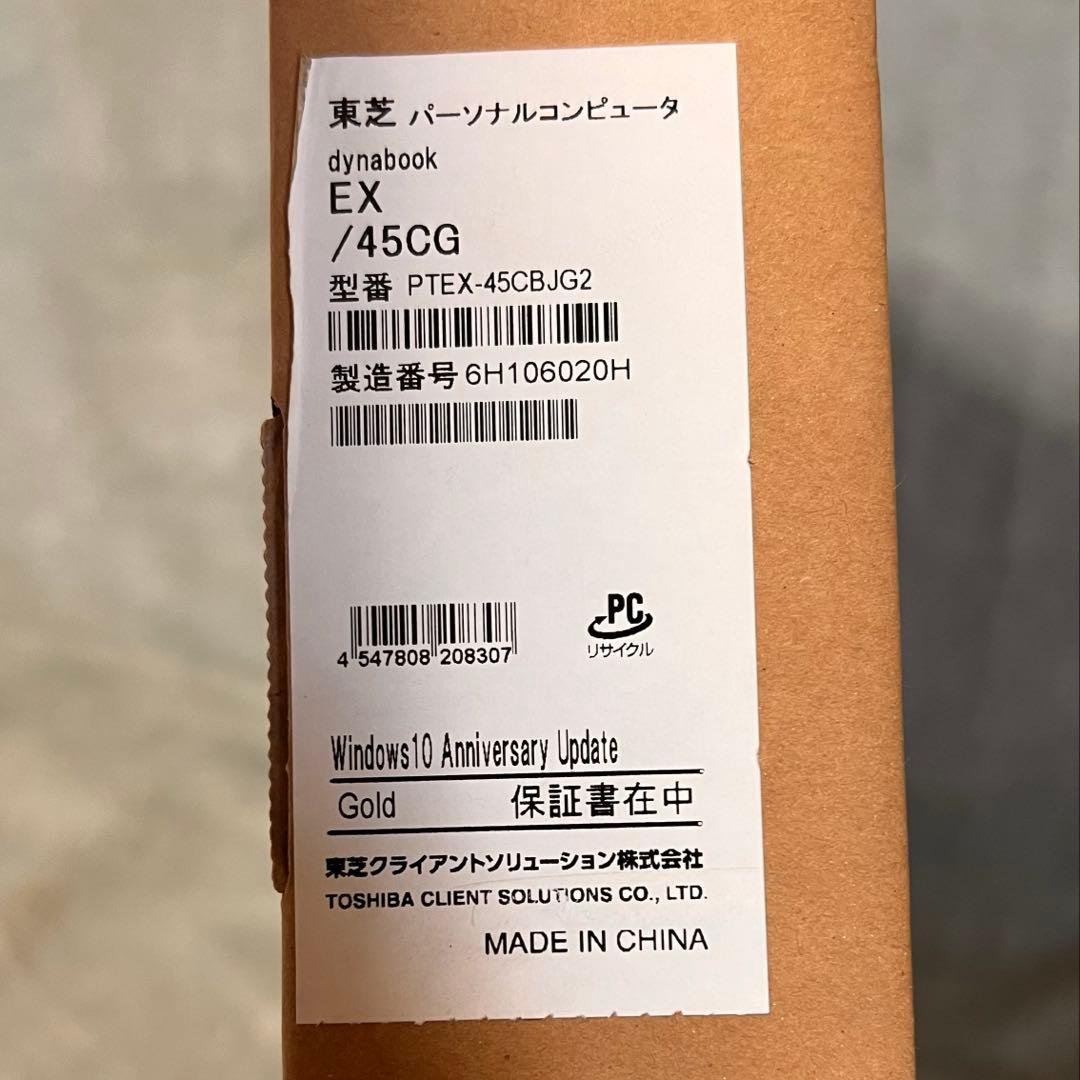 東芝 パーソナルコンピュータ
dynabook
EX
/45CG
型番 PTEX-45CBJG2
製造番号 6H106020H
4 547808 208307
PC
リサイクル
Windows10 Anniversary Update
Gold 保証書在中
東芝クライアントソリューション株式会社
TOSHIBA CLIENT SOLUTIONS CO., LTD.
MADE IN CHINA